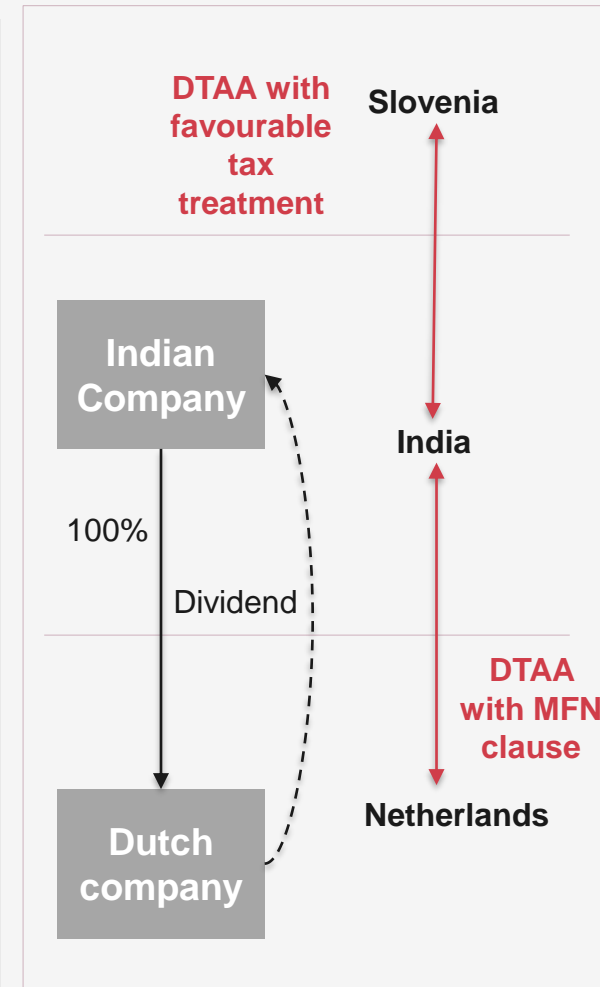 DTAA with
favourable
tax
treatment
Slovenia
Indian
Company
India
100%
Dividend
DTAA
with MFN
clause
Netherlands
Dutch
company